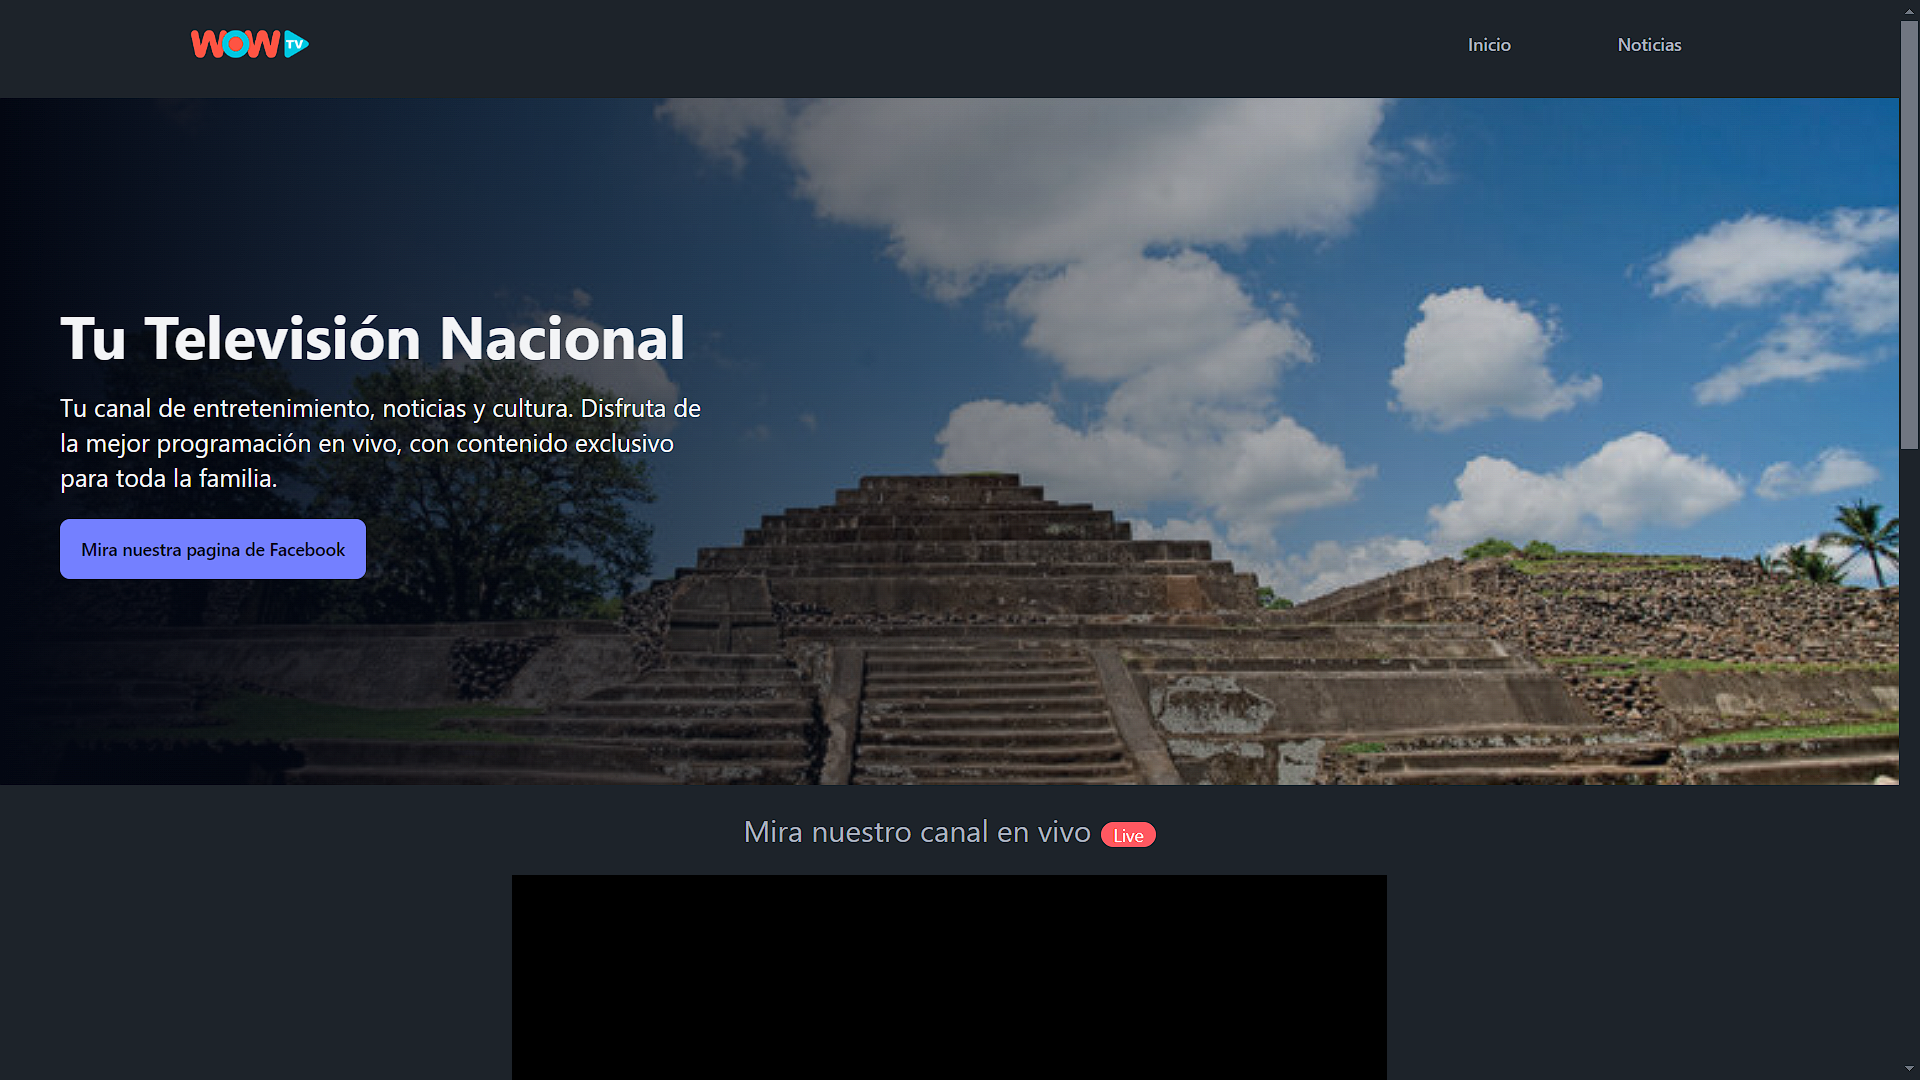 WOW TV
Inicio
Noticias
Tu Televisión Nacional
Tu canal de entretenimiento, noticias y cultura. Disfruta de
la mejor programación en vivo, con contenido exclusivo
para toda la familia.
Mira nuestra pagina de Facebook
Mira nuestro canal en vivo Live